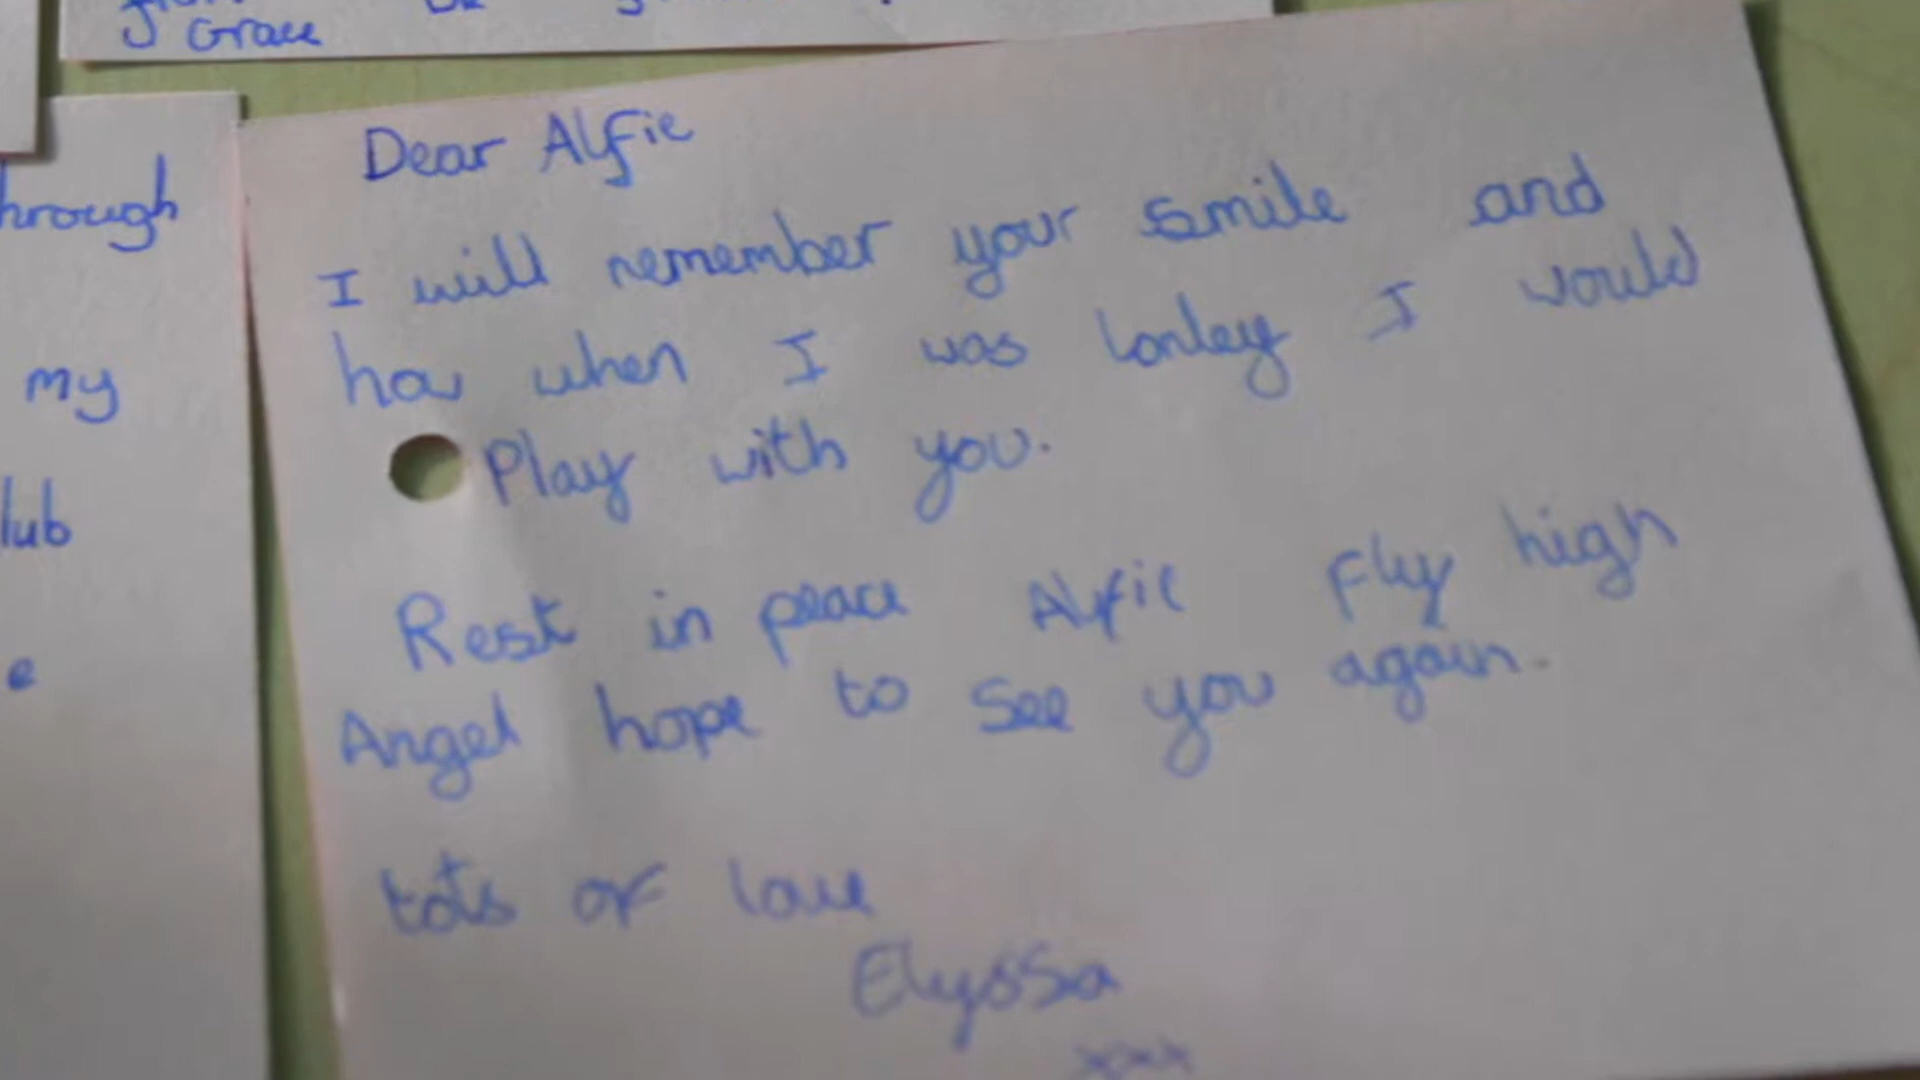 Grace
hrough
my
lub
e
Dear Alfie
I will remember your smile and
how when I was lonley I would
Play with you.
Rest in peace Alfie Fly high
Angel hope to see you again.
tots of love
Elyssa
xxx